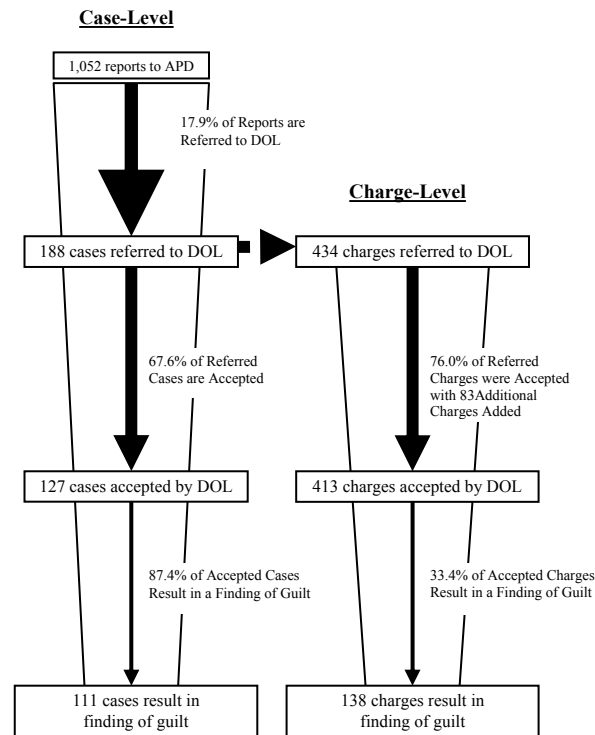 Case-Level
1,052 reports to APD
17.9% of Reports are
Referred to DOL
Charge-Level
188 cases referred to DOL
434 charges referred to DOL
67.6% of Referred
Cases are Accepted
76.0% of Referred
Charges were Accepted
with 83Additional
Charges Added
127 cases accepted by DOL
413 charges accepted by DOL
87.4% of Accepted Cases
Result in a Finding of Guilt
33.4% of Accepted Charges
Result in a Finding of Guilt
111 cases result in
finding of guilt
138 charges result in
finding of guilt